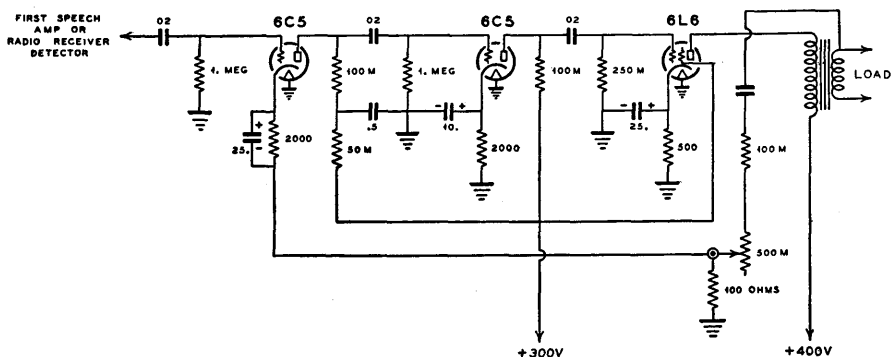 FIRST SPEECH
AMP OR
RADIO RECEIVER
DETECTOR
02
6C5
02
6C5
02
6L6
1. MEG
100 M
1. MEG
100 M
250 M
LOAD
25.
2000
.5
10.
2000
25.
500
100 M
50 M
500 M
100 OHMS
+300V
+400V